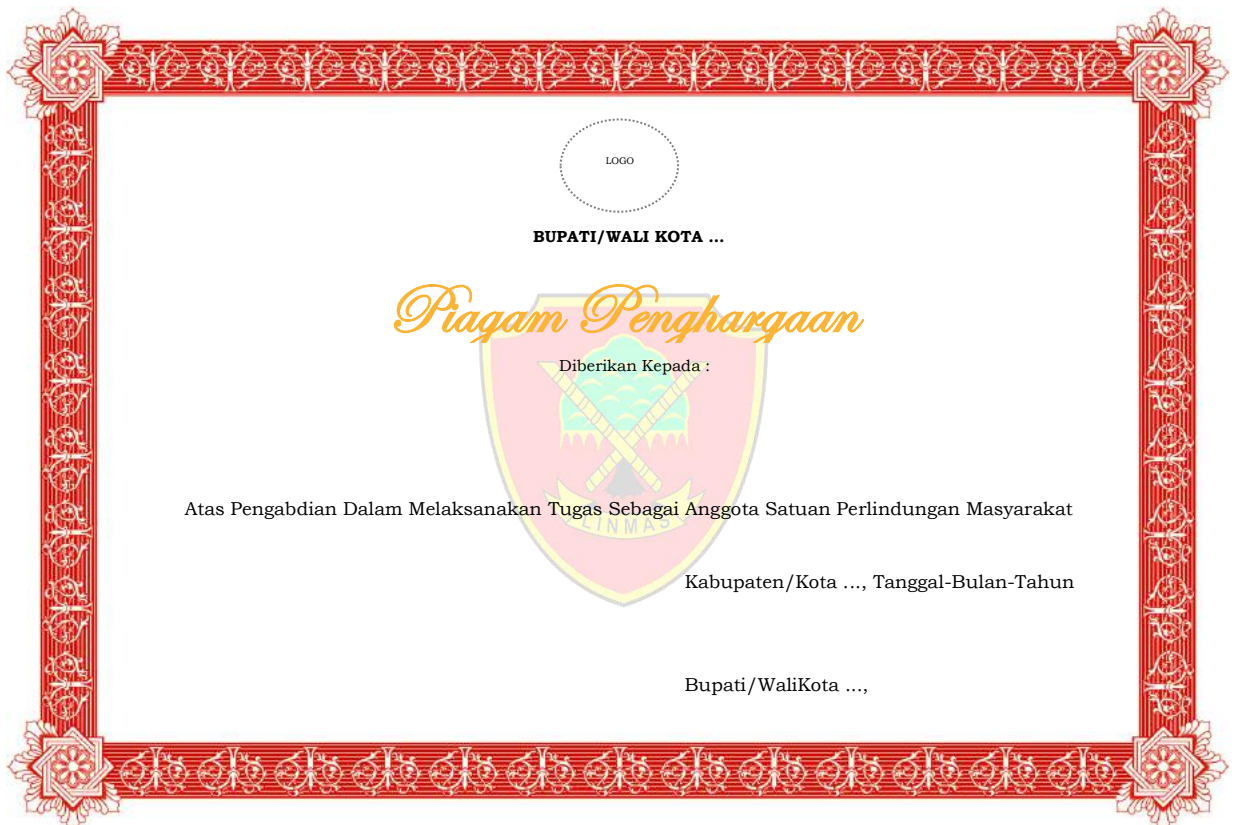 LOGO
BUPATI/WALI KOTA ...
Piagam Penghargaan
Diberikan Kepada :
Atas Pengabdian Dalam Melaksanakan Tugas Sebagai Anggota Satuan Perlindungan Masyarakat
LINMAS
Kabupaten/Kota ..., Tanggal-Bulan-Tahun
Bupati/WaliKota ...,